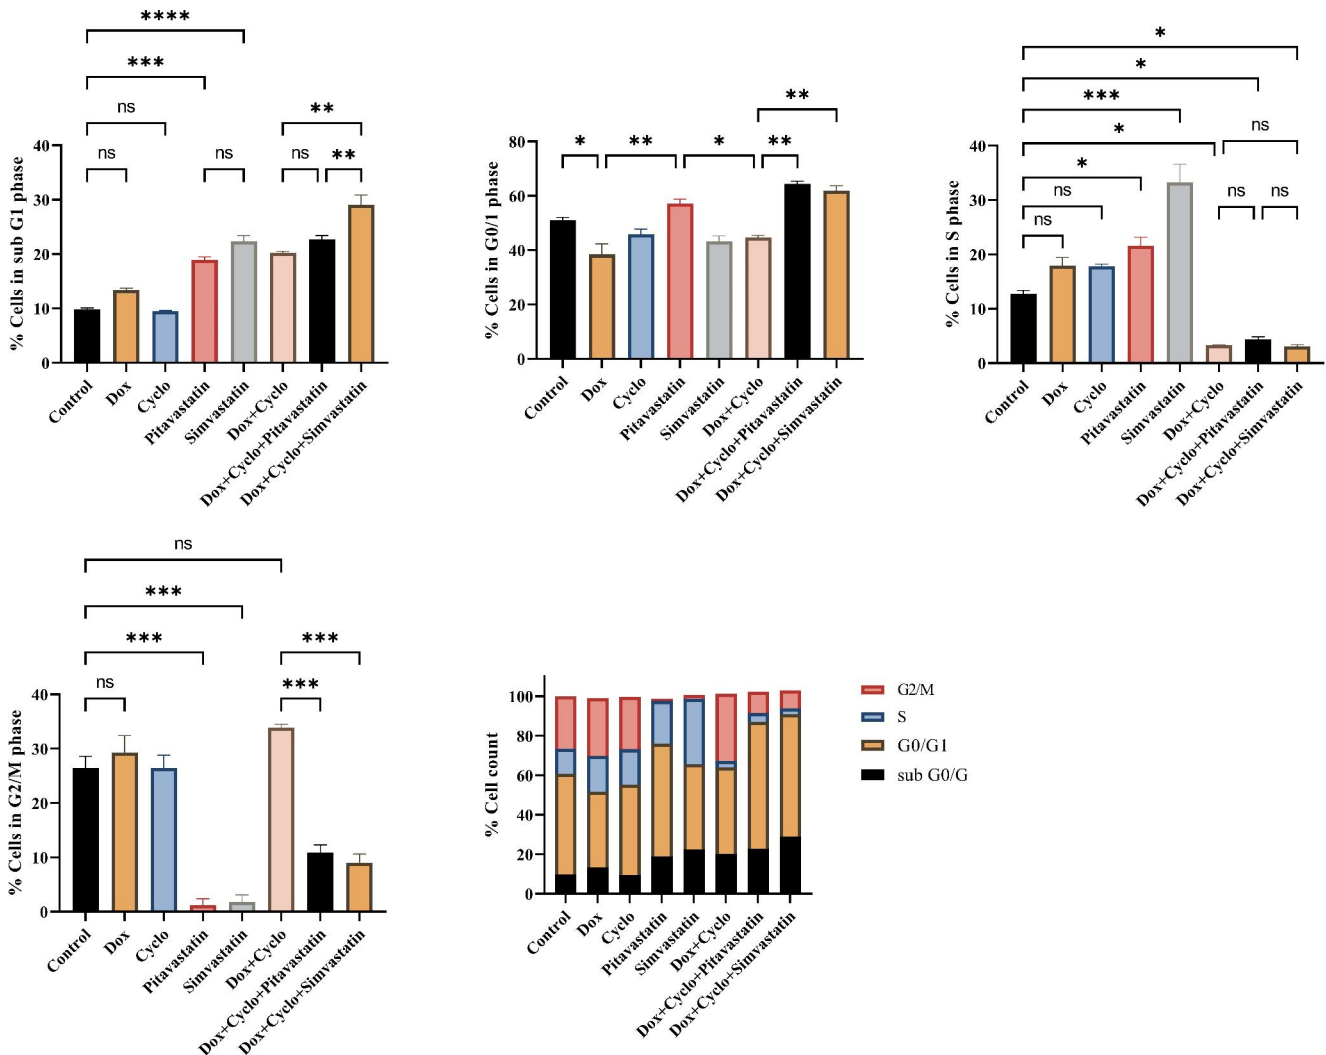 ****
***
ns
**
ns
ns
ns
**
% Cells in sub G1 phase
40
30
20
10
0
Control
Dox
Cyclo
Pitavastatin
Simvastatin
Dox+Cyclo
Dox+Cyclo+Pitavastatin
Dox+Cyclo+Simvastatin
**
*
**
*
**
% Cells in G0/1 phase
80
60
40
20
0
Control
Dox
Cyclo
Pitavastatin
Simvastatin
Dox+Cyclo
Dox+Cyclo+Pitavastatin
Dox+Cyclo+Simvastatin
*
*
***
*
ns
*
ns
ns
ns
ns
% Cells in S phase
40
30
20
10
0
Control
Dox
Cyclo
Pitavastatin
Simvastatin
Dox+Cyclo
Dox+Cyclo+Pitavastatin
Dox+Cyclo+Simvastatin
ns
***
***
***
ns
***
% Cells in G2/M phase
40
30
20
10
0
Control
Dox
Cyclo
Pitavastatin
Simvastatin
Dox+Cyclo
Dox+Cyclo+Pitavastatin
Dox+Cyclo+Simvastatin
% Cell count
100
80
60
40
20
0
Control
Dox
Cyclo
Pitavastatin
Simvastatin
Dox+Cyclo
Dox+Cyclo+Pitavastatin
Dox+Cyclo+Simvastatin
G2/M
S
G0/G1
sub G0/G